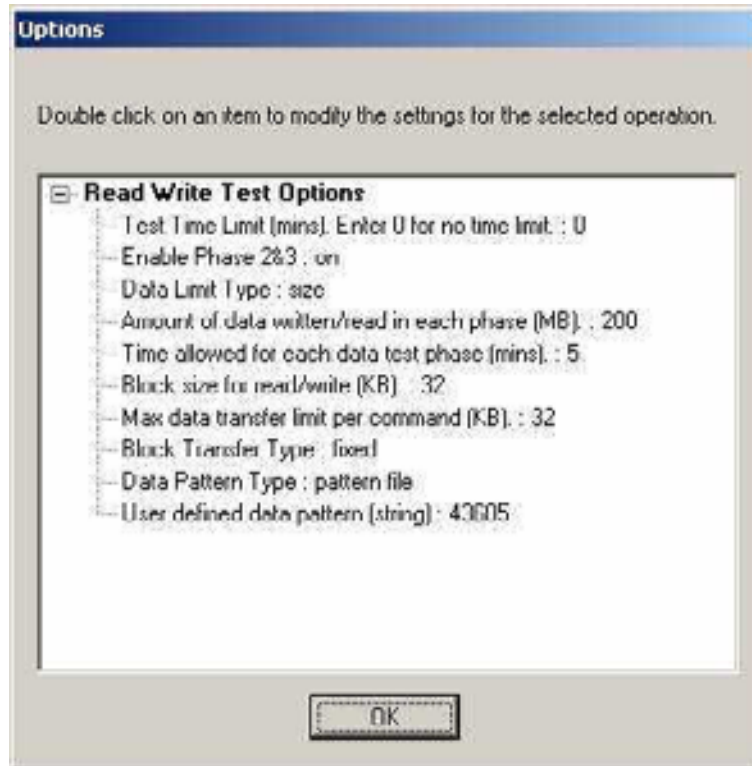 Options
Double click on an item to modify the settings for the selected operation.
Read Write Test Options
Test Time Limit (mins). Enter 0 for no time limit. : 0
Enable Phase 2&3 : on
Data Limit Type : size
Amount of data written/read in each phase (MB). : 200
Time allowed for each data test phase (mins). : 5
Block size for read/write (KB) : 32
Max data transfer limit per command (KB). : 32
Block Transfer Type : fixed
Data Pattern Type : pattern file
User defined data pattern (string) : 43605
OK